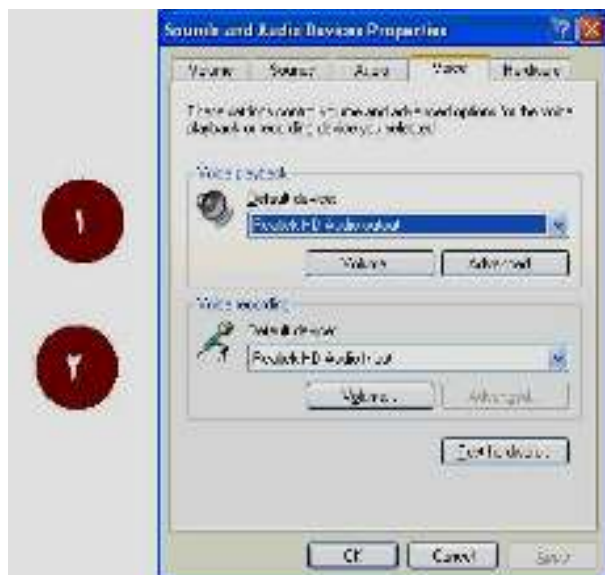 Sounds and Audio Devices Properties
Volume Sounds Audio Voice Hardware
These settings control volume and advanced options for the voice
playback or recording device you selected.
Voice playback
۱
Default device:
Realtek HD Audio output
Volume... Advanced...
Voice recording
۲
Default device:
Realtek HD Audio Input
Volume... Advanced...
Test hardware...
OK Cancel Apply